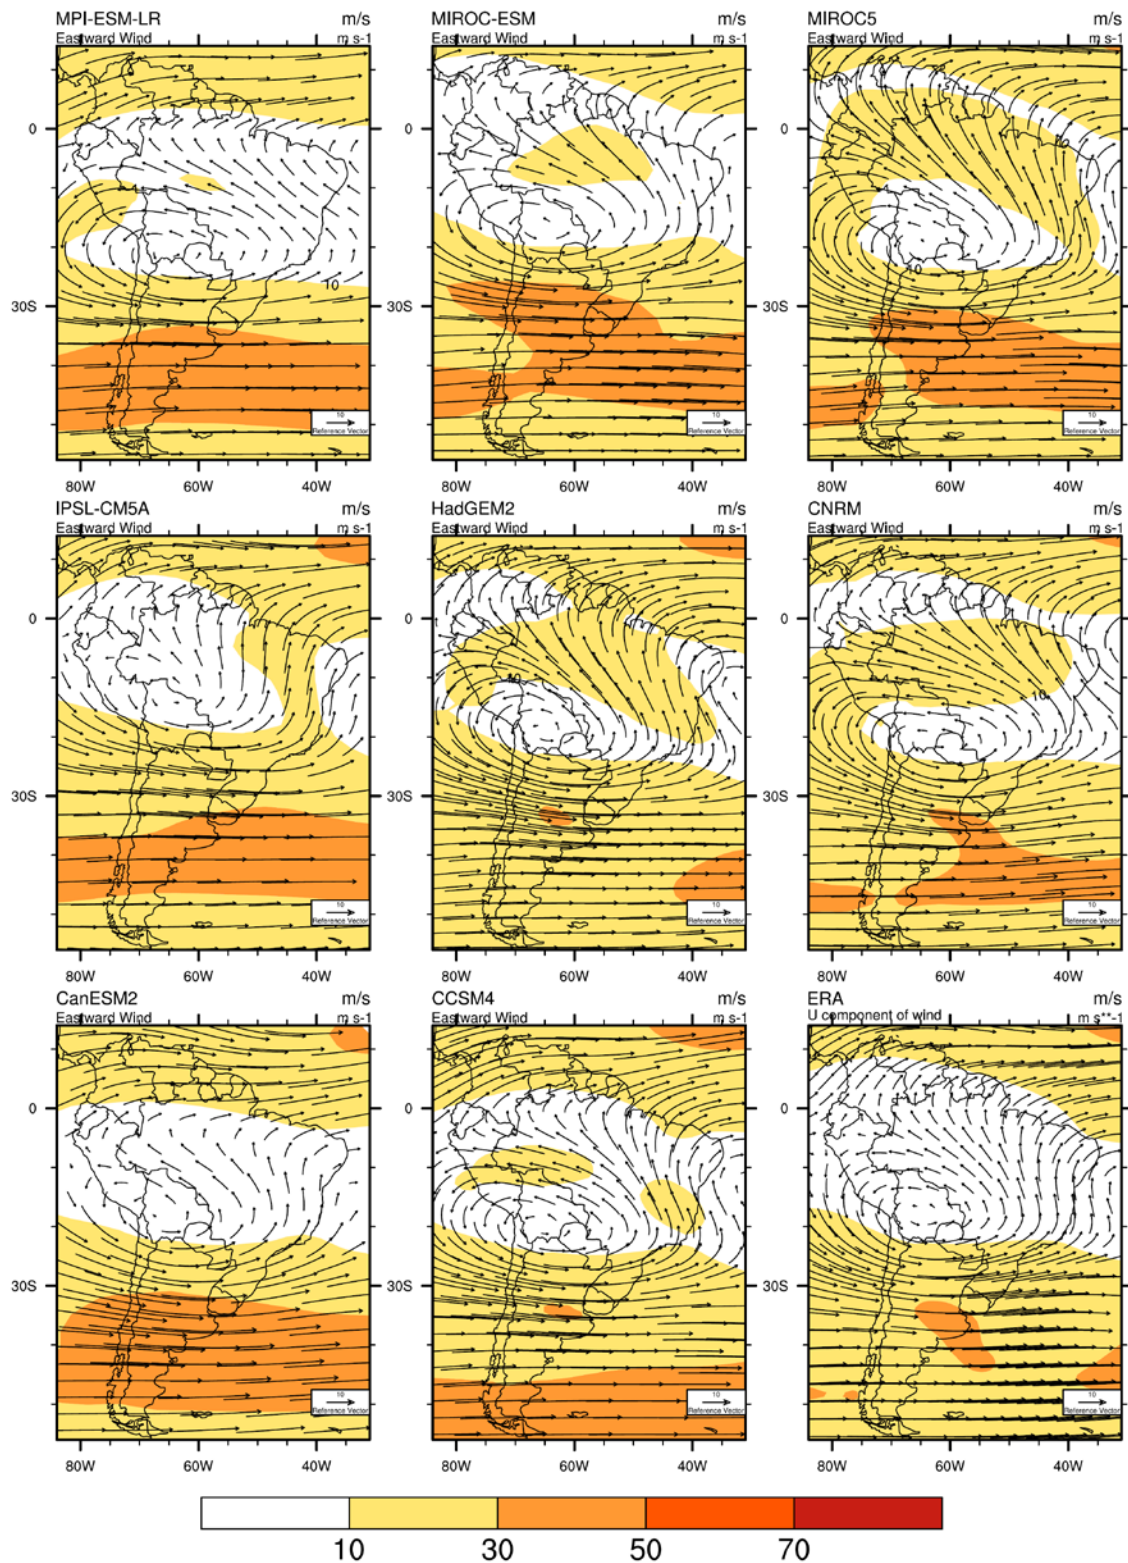 MPI-ESM-LR m/s MIROC-ESM m/s MIROC5 m/s
Eastward Wind m s-1 Eastward Wind m s-1 Eastward Wind m s-1
0 0 0
10 10
30S 30S 30S
10 10 10
Reference Vector Reference Vector Reference Vector
80W 60W 40W 80W 60W 40W 80W 60W 40W
IPSL-CM5A m/s HadGEM2 m/s CNRM m/s
Eastward Wind m s-1 Eastward Wind m s-1 Eastward Wind m s-1
0 0 0
10 10
30S 30S 30S
10 10 10
Reference Vector Reference Vector Reference Vector
80W 60W 40W 80W 60W 40W 80W 60W 40W
CanESM2 m/s CCSM4 m/s ERA m/s
Eastward Wind m s-1 Eastward Wind m s-1 U component of wind m s**-1
0 0 0
30S 30S 30S
10 10 10
Reference Vector Reference Vector Reference Vector
80W 60W 40W 80W 60W 40W 80W 60W 40W
10 30 50 70